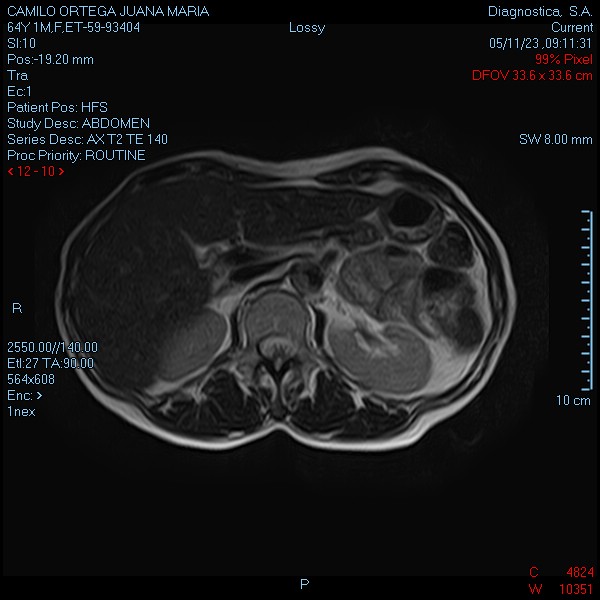 CAMILO ORTEGA JUANA MARIA
64Y 1M,F,ET-59-93404
Sl:10
Pos:-19.20 mm
Tra
Ec:1
Patient Pos: HFS
Study Desc: ABDOMEN
Series Desc: AX T2 TE 140
Proc Priority: ROUTINE
< 12 - 10 >
Lossy
Diagnostica, S.A.
Current
05/11/23 ,09:11:31
99% Pixel
DFOV 33.6 x 33.6 cm
SW 8.00 mm
R
2550.00//140.00
Etl:27 TA:90.00
564x608
Enc: >
1nex
10 cm
P
C 4824
W 10351